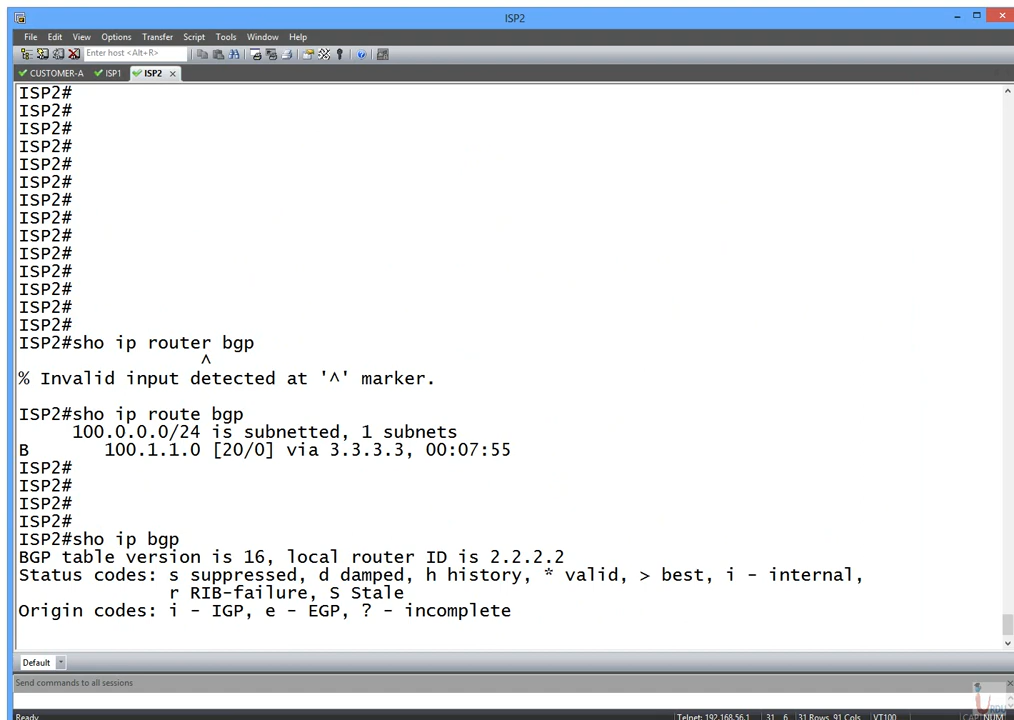 ISP2
File Edit View Options Transfer Script Tools Window Help
Enter host <Alt+R>
CUSTOMER-A ISP1 ISP2
ISP2#
ISP2#
ISP2#
ISP2#
ISP2#
ISP2#
ISP2#
ISP2#
ISP2#
ISP2#
ISP2#
ISP2#
ISP2#
ISP2#
ISP2#sho ip router bgp
^
% Invalid input detected at '^' marker.
ISP2#sho ip route bgp
100.0.0.0/24 is subnetted, 1 subnets
B 100.1.1.0 [20/0] via 3.3.3.3, 00:07:55
ISP2#
ISP2#
ISP2#
ISP2#
ISP2#sho ip bgp
BGP table version is 16, local router ID is 2.2.2.2
Status codes: s suppressed, d damped, h history, * valid, > best, i - internal,
r RIB-failure, S Stale
Origin codes: i - IGP, e - EGP, ? - incomplete
Default
Send commands to all sessions
Ready Telnet: 192.168.56.1 31, 6 31 Rows, 91 Cols VT100 CAP NUM